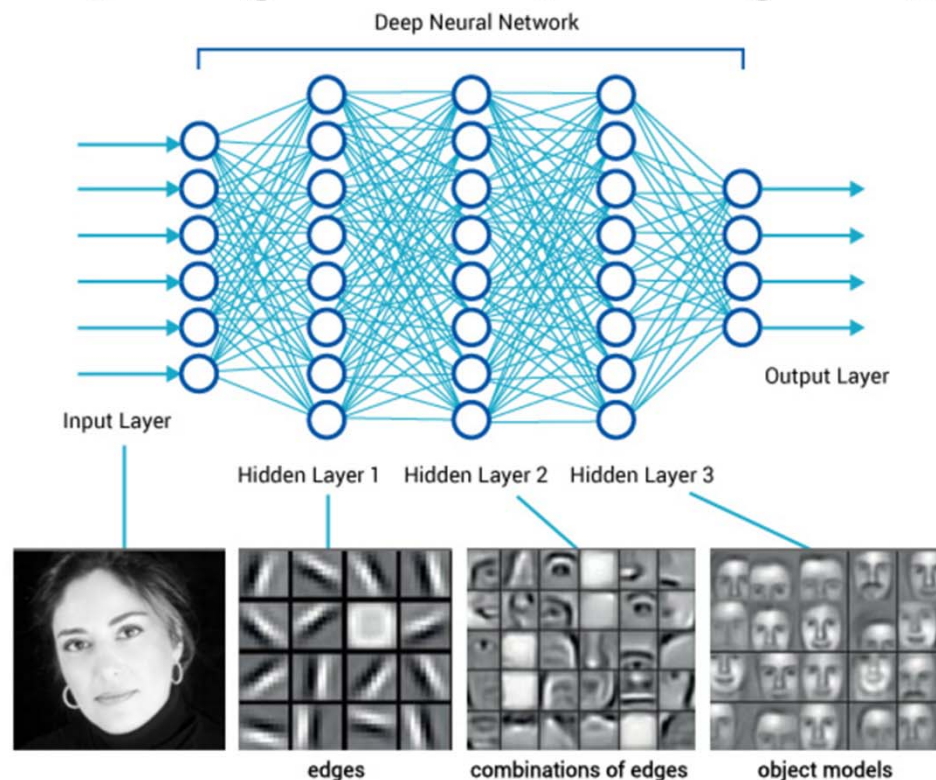 Deep Neural Network
Input Layer
Output Layer
Hidden Layer 1
Hidden Layer 2
Hidden Layer 3
edges
combinations of edges
object models